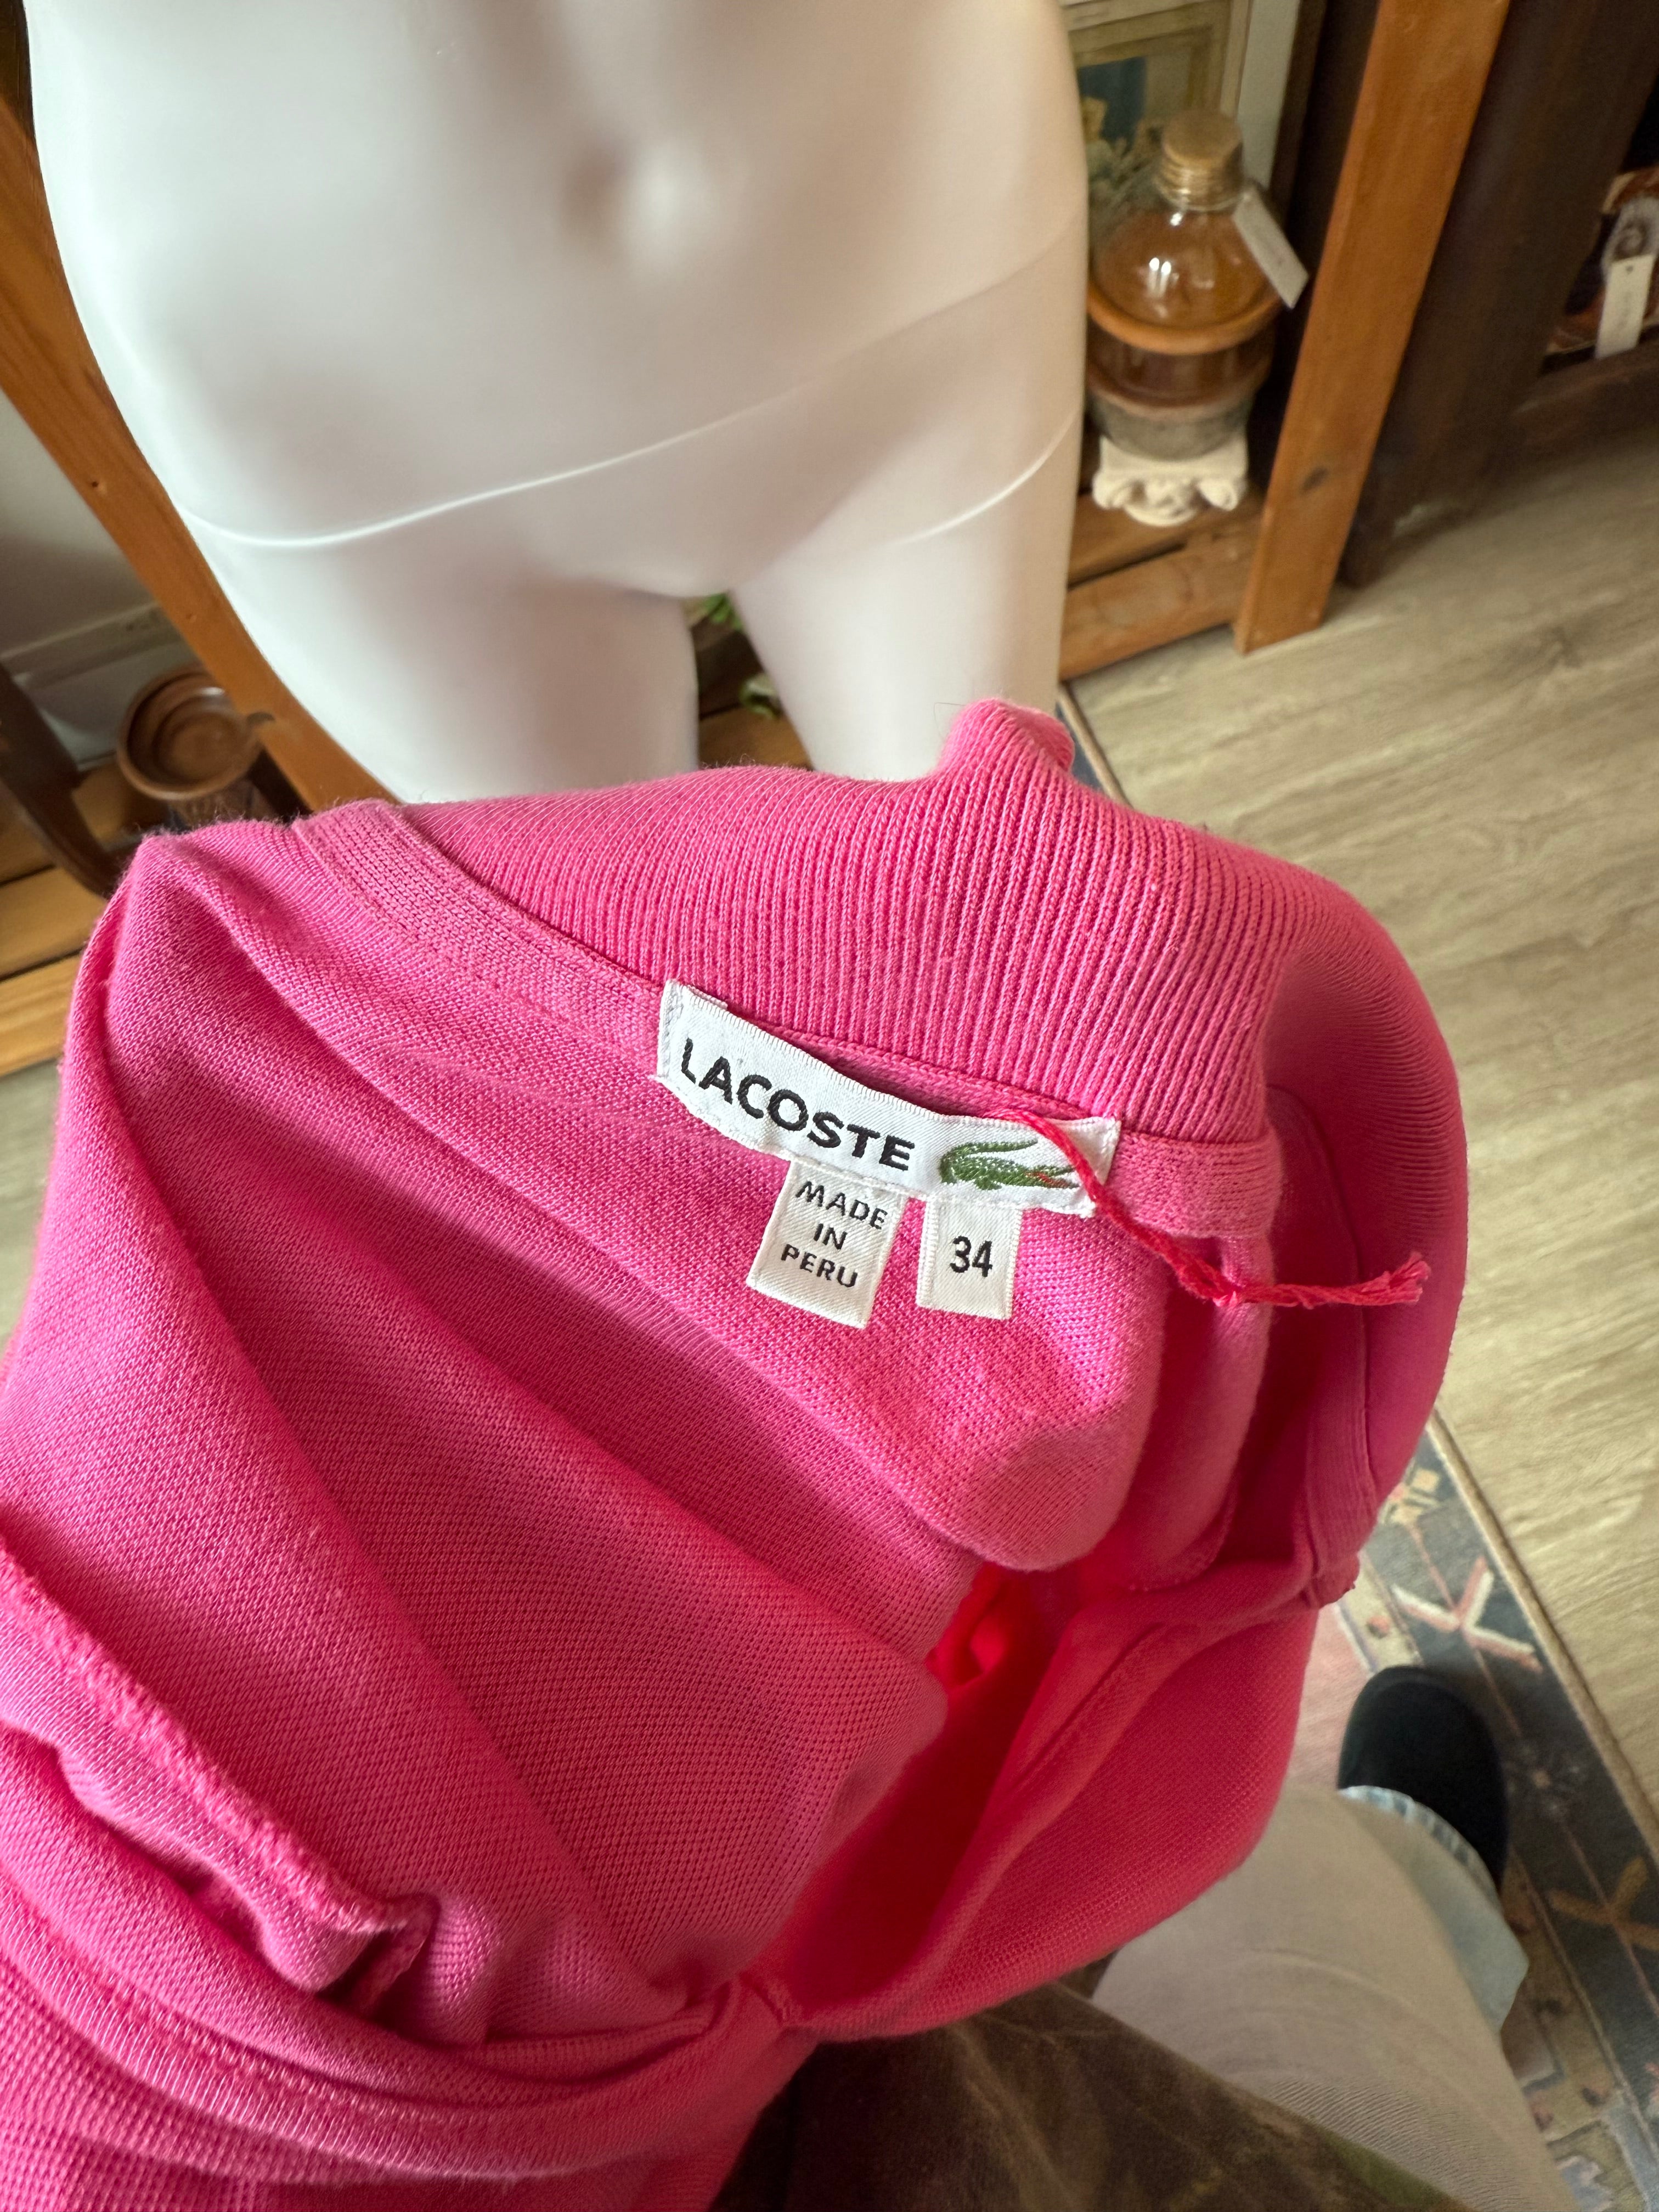 LACOSTE
MADE
IN
PERU
34